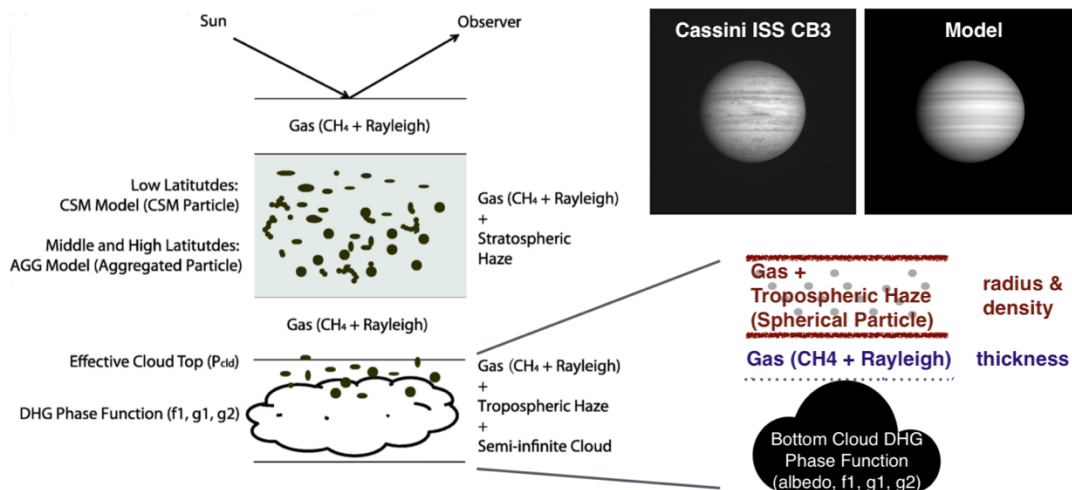 Sun
Observer
Gas (CH₄ + Rayleigh)
Low Latitutdes:
CSM Model (CSM Particle)
Middle and High Latitutdes:
AGG Model (Aggregated Particle)
Gas (CH₄ + Rayleigh)
+
Stratospheric
Haze
Gas (CH₄ + Rayleigh)
Effective Cloud Top (Pcld)
DHG Phase Function (f1, g1, g2)
Gas (CH₄ + Rayleigh)
+
Tropospheric Haze
+
Semi-infinite Cloud
Cassini ISS CB3
Model
Gas +
Tropospheric Haze
(Spherical Particle)
radius &
density
Gas (CH4 + Rayleigh)
thickness
Bottom Cloud DHG
Phase Function
(albedo, f1, g1, g2)